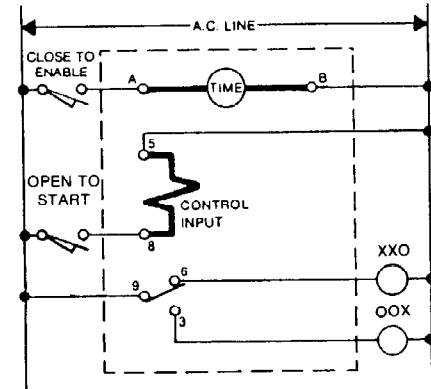 A.C. LINE
CLOSE TO
ENABLE
A
TIME
B
5
OPEN TO
START
CONTROL
INPUT
8
XXO
9
6
OOX
3